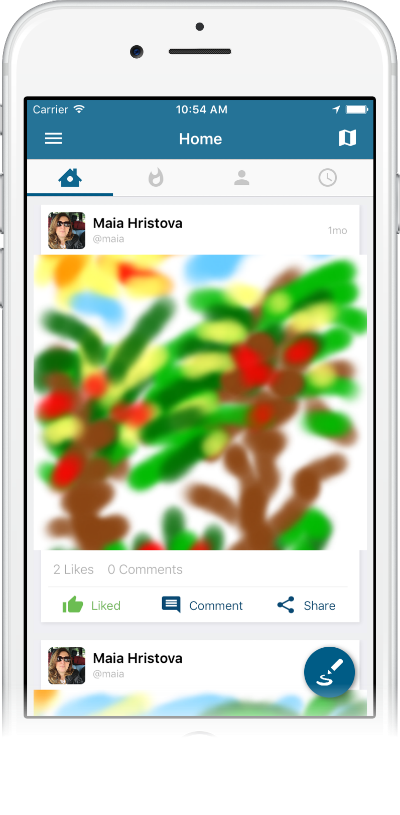 Carrier 10:54 AM
Home
Maia Hristova
@maia
1mo
2 Likes 0 Comments
Liked Comment Share
Maia Hristova
@maia